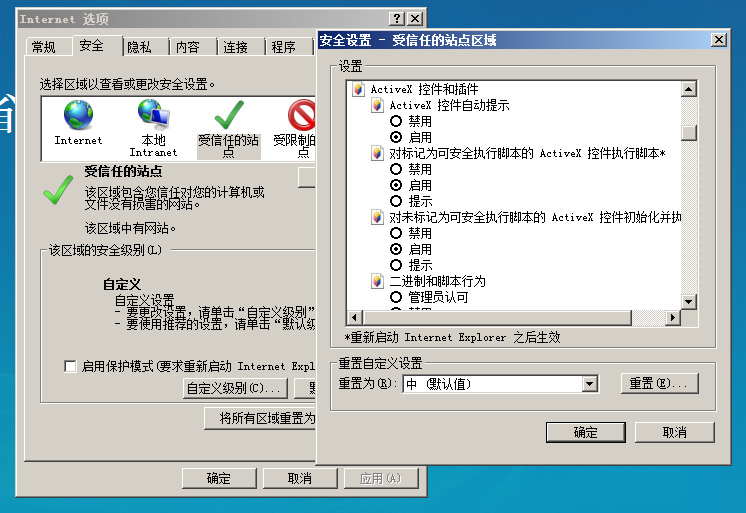 Internet 选项
常规
安全
隐私
内容
连接
程序
选择区域以查看或更改安全设置。
Internet
本地
Intranet
受信任的站
点
受限制的
点
受信任的站点
该区域包含您信任对您的计算机或
文件没有损害的网站。
该区域中有网站。
该区域的安全级别(L)
自定义
自定义设置
- 要更改设置，请单击“自定义级别”
- 要使用推荐的设置，请单击“默认级
启用保护模式(要求重新启动 Internet Expl
自定义级别(C)...
将所有区域重置为
确定
取消
应用(A)
安全设置 - 受信任的站点区域
设置
ActiveX 控件和插件
ActiveX 控件自动提示
禁用
启用
对标记为可安全执行脚本的 ActiveX 控件执行脚本*
禁用
启用
提示
对未标记为可安全执行脚本的 ActiveX 控件初始化并执
禁用
启用
提示
二进制和脚本行为
管理员认可
*重新启动 Internet Explorer 之后生效
重置自定义设置
重置为(R): 中 (默认值)
重置(E)...
确定
取消